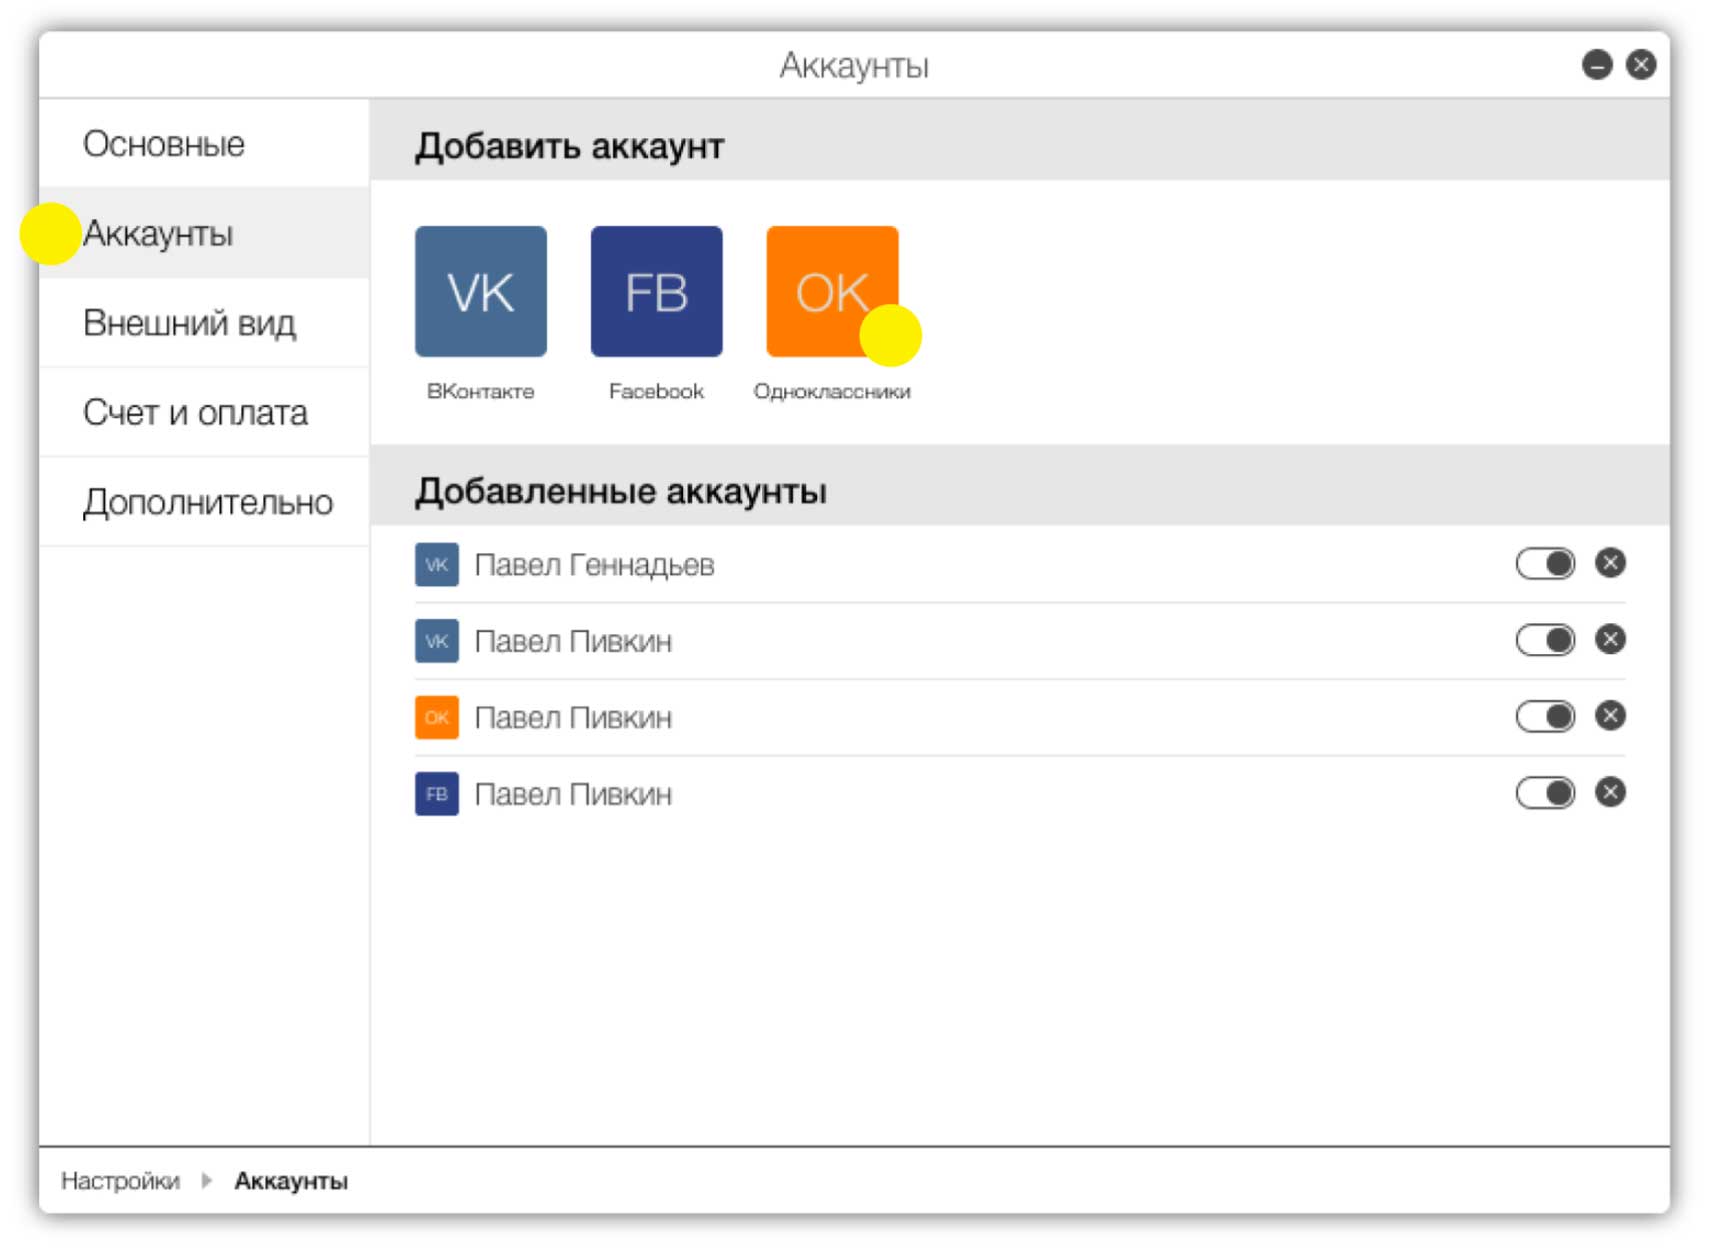 Аккаунты
Основные
Аккаунты
Внешний вид
Счет и оплата
Дополнительно
Добавить аккаунт
VK
FB
OK
ВКонтакте
Facebook
Одноклассники
Добавленные аккаунты
VK Павел Геннадьев
VK Павел Пивкин
OK Павел Пивкин
FB Павел Пивкин
Настройки Аккаунты